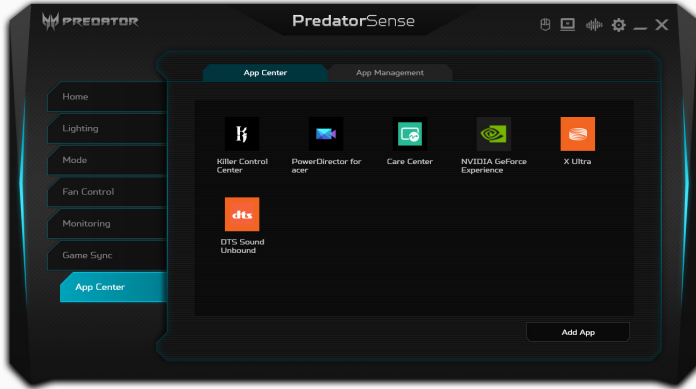 PREDATOR
PredatorSense
App Center
App Management
Home
Lighting
Mode
Fan Control
Monitoring
Game Sync
App Center
Killer Control
Center
PowerDirector for
acer
Care Center
NVIDIA GeForce
Experience
X Ultra
dts
DTS Sound
Unbound
Add App